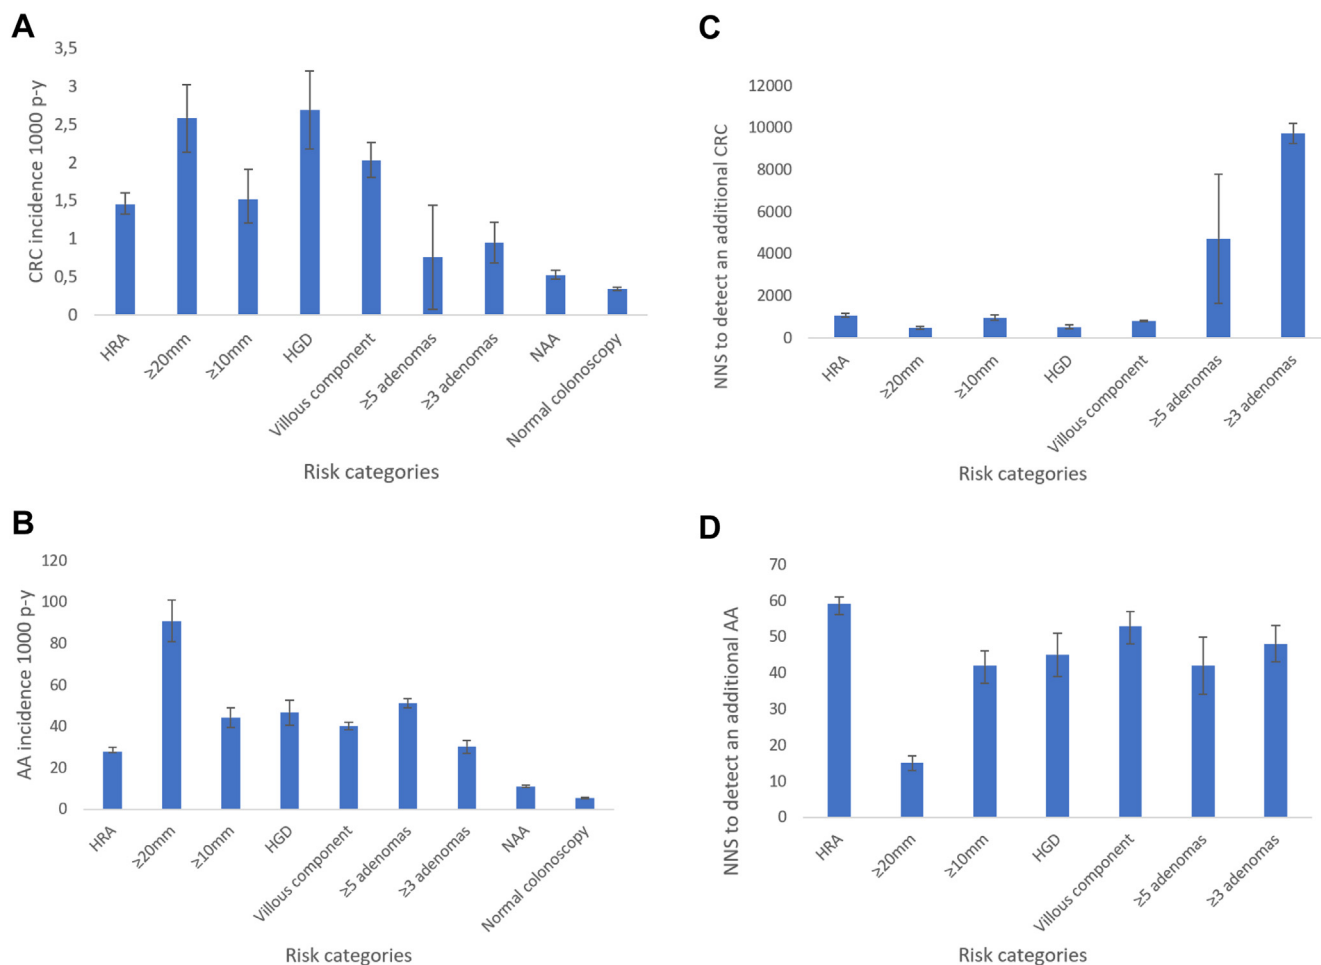 A
CRC incidence 1000 p-y
3,5
3
2,5
2
1,5
1
0,5
0
HRA
≥20mm
≥10mm
HGD
Villous component
≥5 adenomas
≥3 adenomas
NAA
Normal colonoscopy
Risk categories
B
AA incidence 1000 p-y
120
100
80
60
40
20
0
HRA
≥20mm
≥10mm
HGD
Villous component
≥5 adenomas
≥3 adenomas
NAA
Normal colonoscopy
Risk categories
C
NNS to detect an additional CRC
12000
10000
8000
6000
4000
2000
0
HRA
≥20mm
≥10mm
HGD
Villous component
≥5 adenomas
≥3 adenomas
Risk categories
D
NNS to detect an additional AA
70
60
50
40
30
20
10
0
HRA
≥20mm
≥10mm
HGD
Villous component
≥5 adenomas
≥3 adenomas
Risk categories